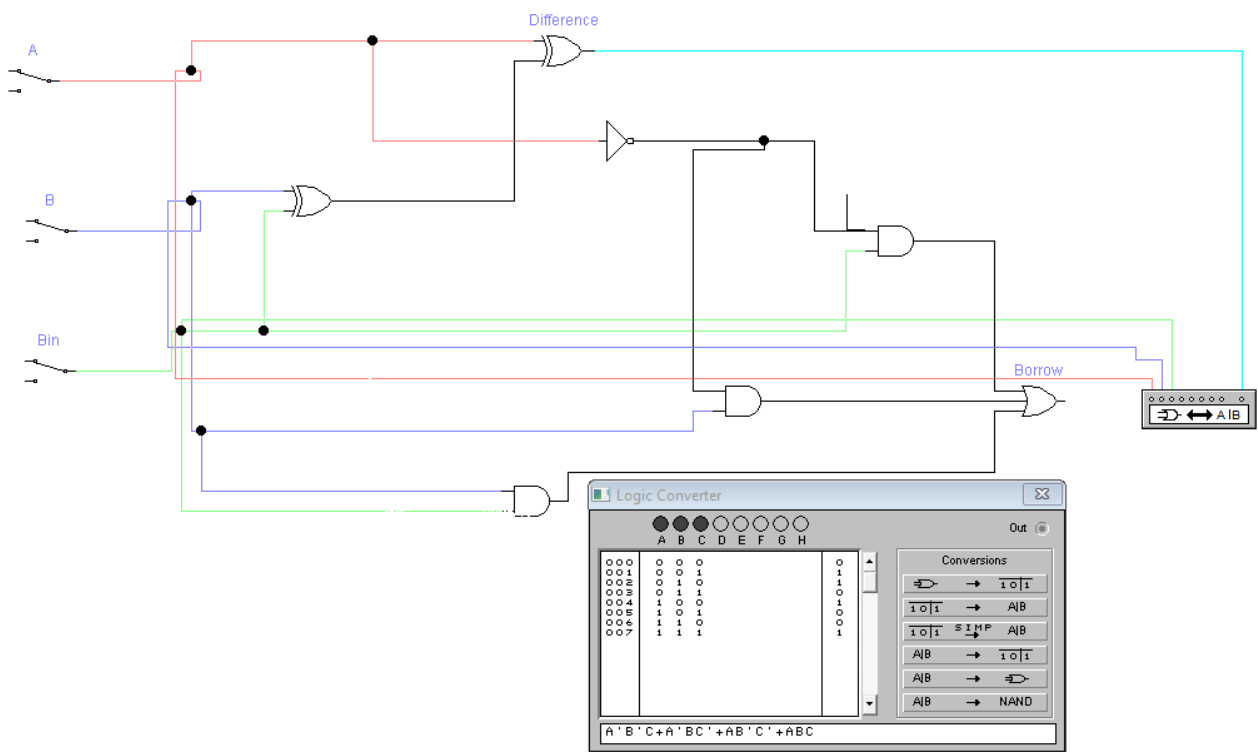 Difference
A
B
Bin
Borrow
A|B
Logic Converter
Out
A B C D E F G H
000 0 0 0 0
001 0 0 1 1
002 0 1 0 1
003 0 1 1 0
004 1 0 0 1
005 1 0 1 0
006 1 1 0 0
007 1 1 1 1
Conversions
→ 1 0|1
1 0|1 → A|B
1 0|1 SIMP → A|B
A|B → 1 0|1
A|B →
A|B → NAND
A'B'C+A'BC'+AB'C'+ABC